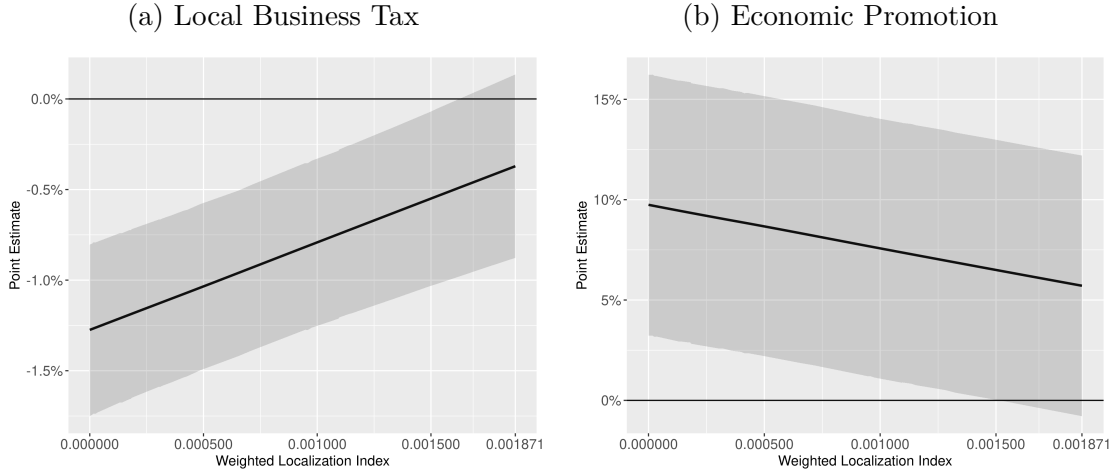 (a) Local Business Tax
(b) Economic Promotion
0.0%
-0.5%
-1.0%
-1.5%
Point Estimate
0.000000 0.000500 0.001000 0.001500 0.001871
Weighted Localization Index
15%
10%
5%
0%
Point Estimate
0.000000 0.000500 0.001000 0.001500 0.001871
Weighted Localization Index